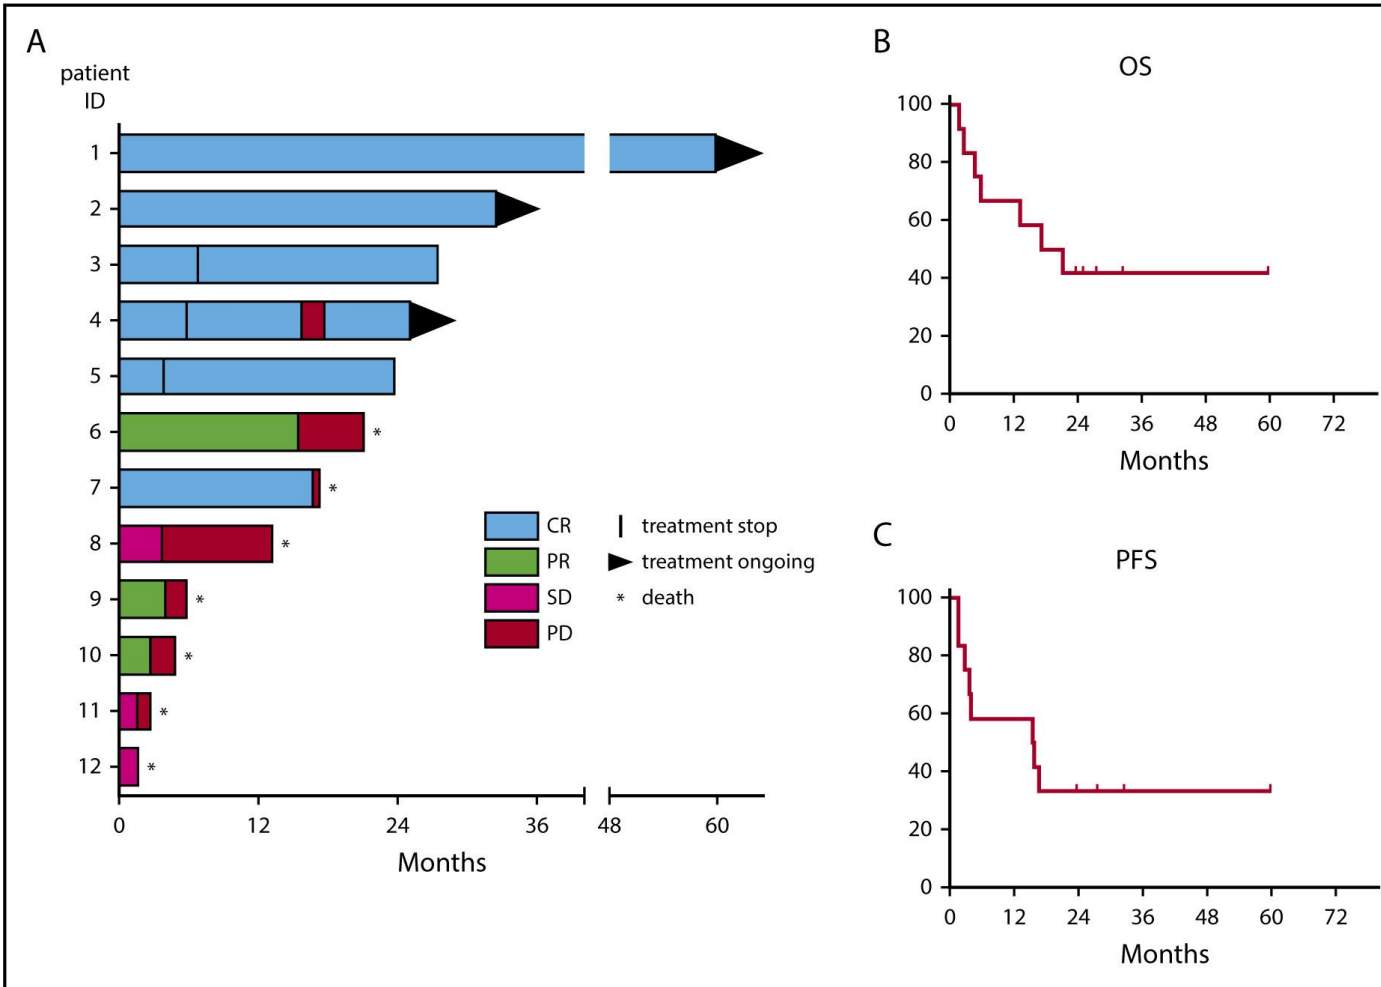 A
patient
ID
1
2
3
4
5
6
*
7
*
8
*
9
*
10
*
11
*
12
*
0 12 24 36 48 60
Months
CR
PR
SD
PD
treatment stop
treatment ongoing
* death
B
OS
100
80
60
40
20
0
0 12 24 36 48 60 72
Months
C
PFS
100
80
60
40
20
0
0 12 24 36 48 60 72
Months